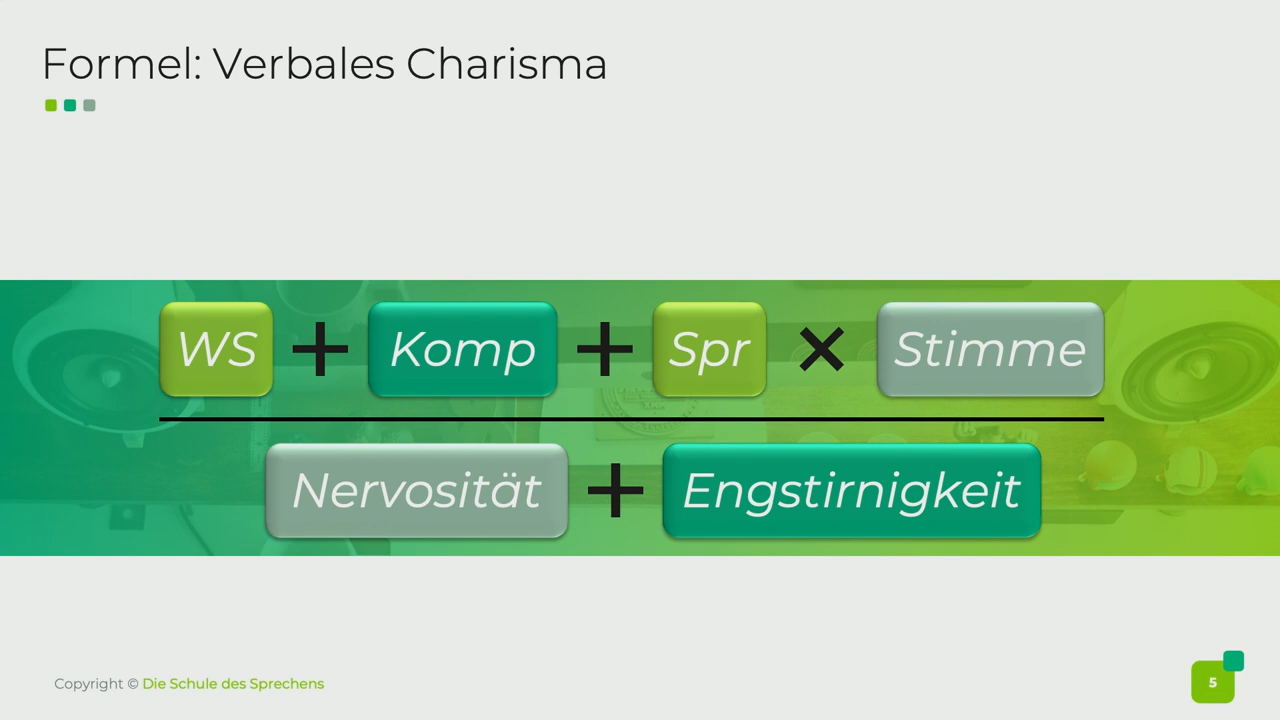 Formel: Verbales Charisma
WS + Komp + Spr × Stimme
Nervosität + Engstirnigkeit
Copyright © Die Schule des Sprechens
5